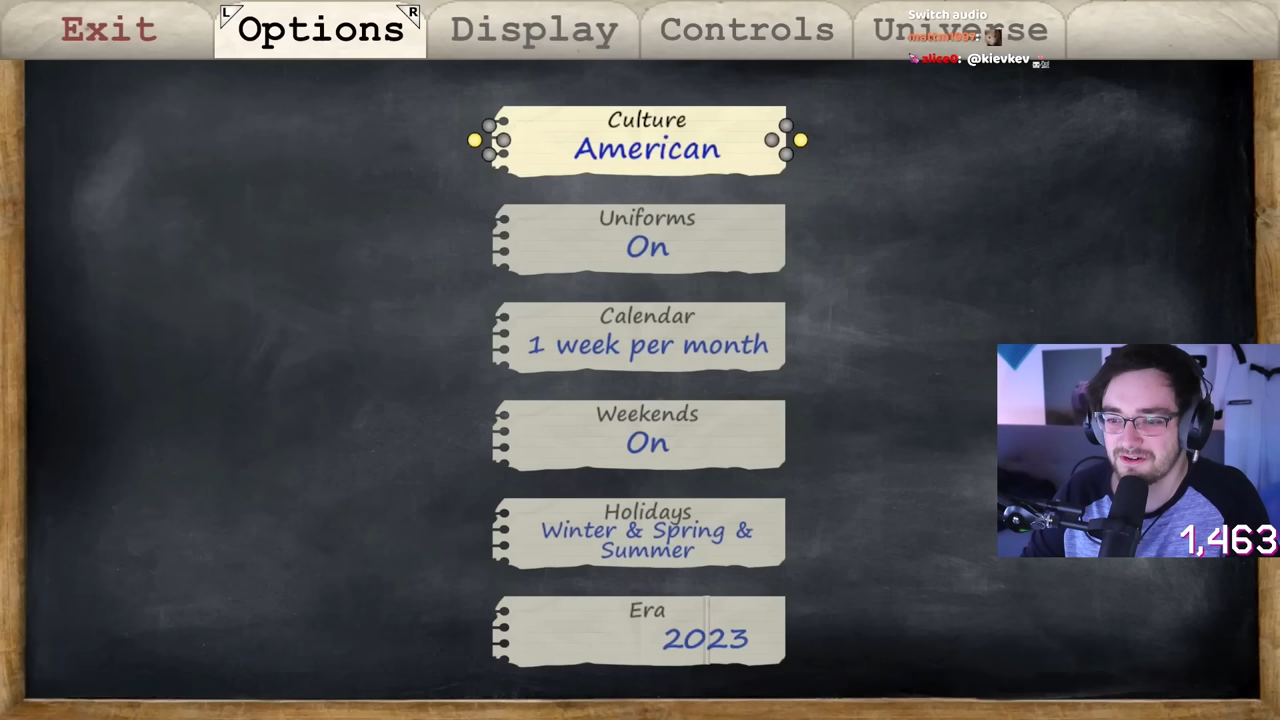 Exit
L
Options
R
Display
Controls
Universe
Switch audio
alice0: @kievkev
Culture
American
Uniforms
On
Calendar
1 week per month
Weekends
On
Holidays
Winter & Spring &
Summer
Era
2023
1,463